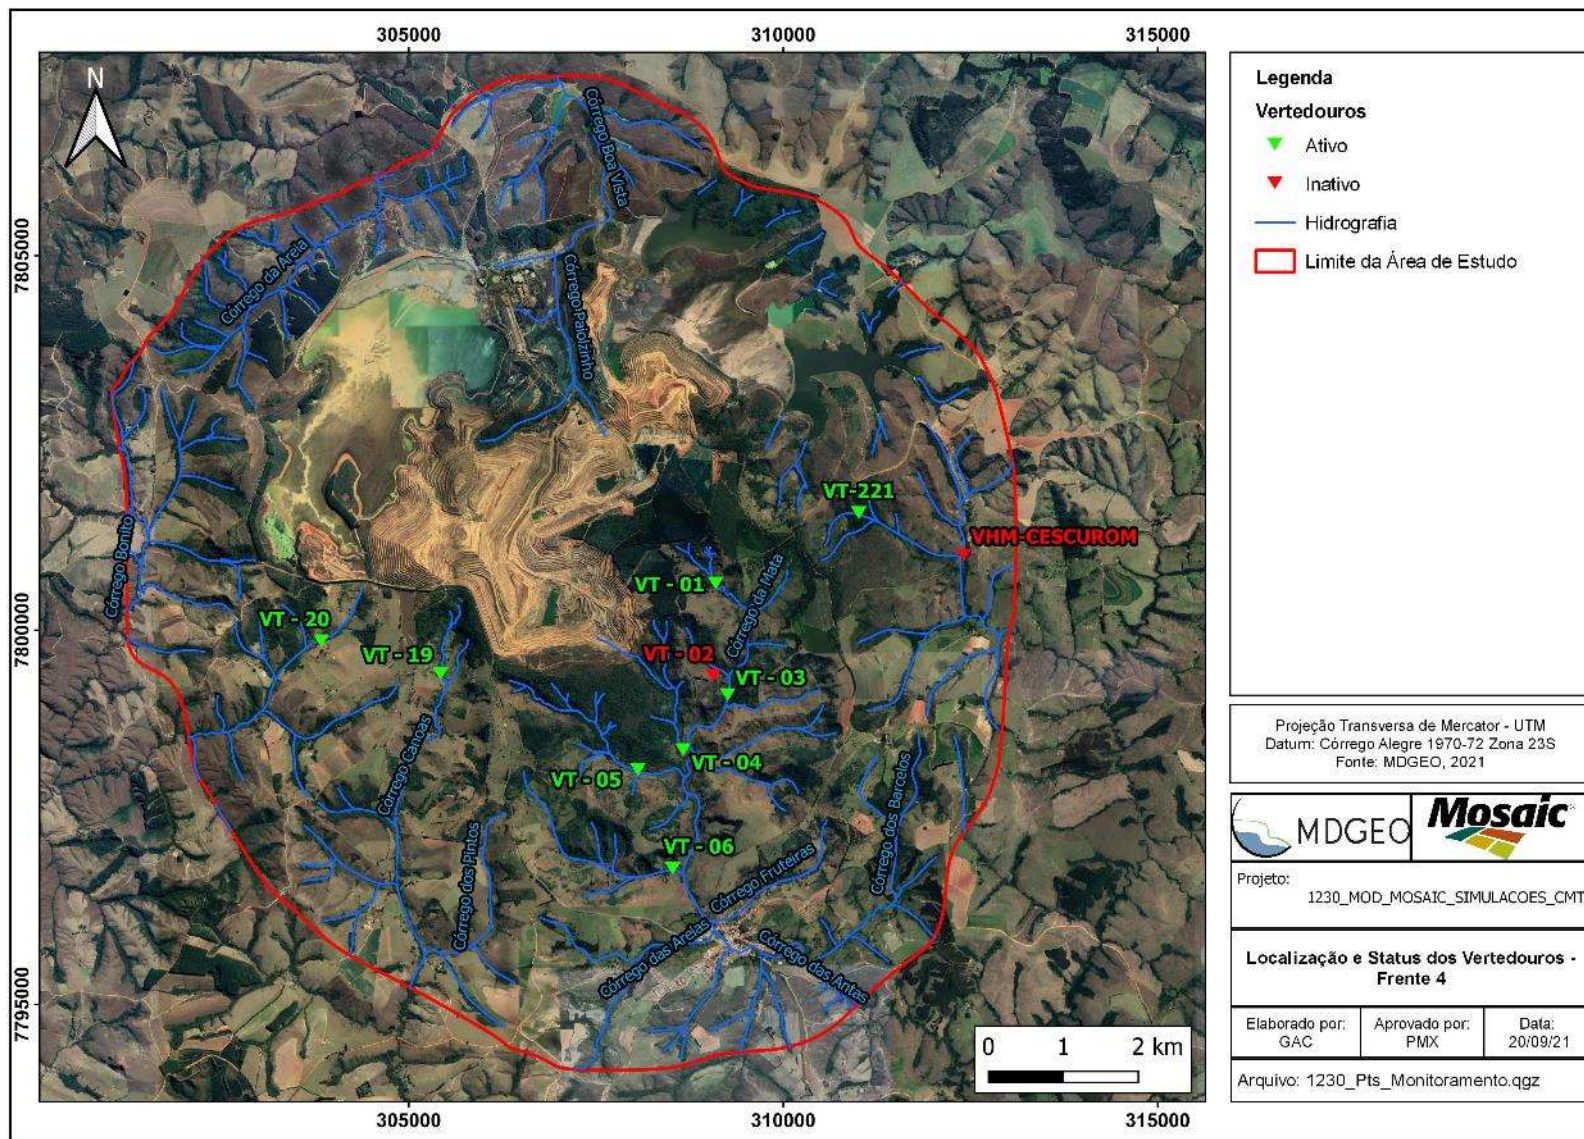 305000
310000
315000
N
7805000
7800000
7795000
Córrego Boa Vista
Córrego da Areia
Córrego Paiolzinho
Córrego Bonito
VT-221
VHM-CESCUROM
VT - 01
Córrego da Mata
VT - 20
VT - 19
VT - 02
VT - 03
Córrego Canoas
VT - 04
VT - 05
Córrego dos Barcelos
VT - 06
Córrego dos Pintos
Córrego Fruteiras
Córrego das Areias
Córrego das Antas
0 1 2 km
305000
310000
315000
Legenda
Vertedouros
Ativo
Inativo
Hidrografia
Limite da Área de Estudo
Projeção Transversa de Mercator - UTM
Datum: Córrego Alegre 1970-72 Zona 23S
Fonte: MDGEO, 2021
MDGEO
Mosaic
Projeto:
1230_MOD_MOSAIC_SIMULACOES_CMT
Localização e Status dos Vertedouros -
Frente 4
Elaborado por:
GAC
Aprovado por:
PMX
Data:
20/09/21
Arquivo: 1230_Pts_Monitoramento.qgz